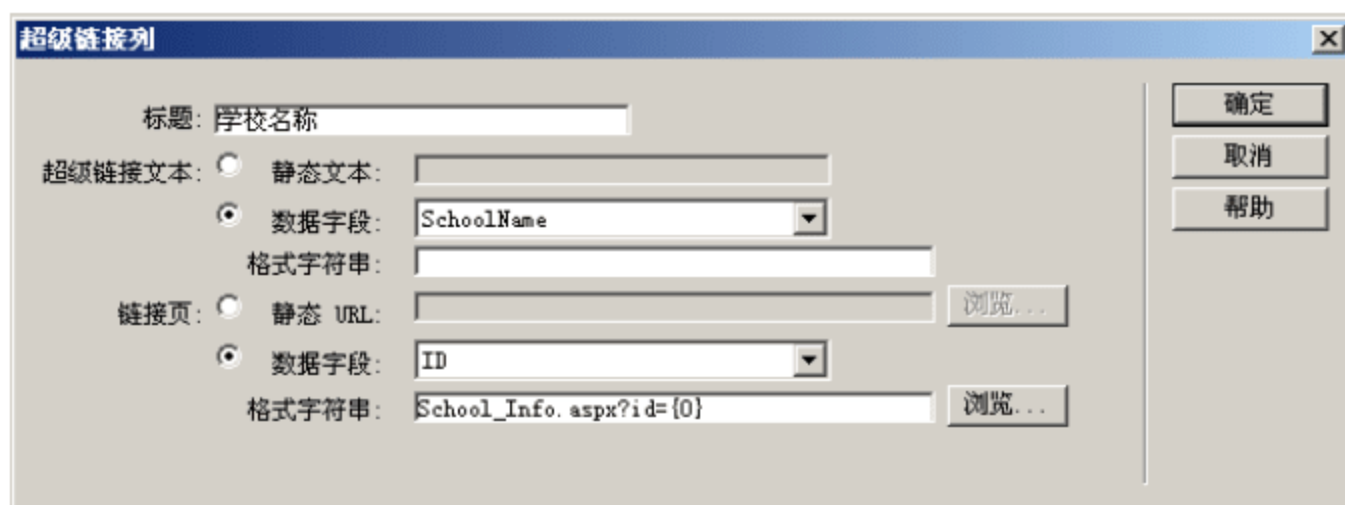 超级链接列
标题: 学校名称
确定
超级链接文本: 静态文本:
取消
数据字段: SchoolName
帮助
格式字符串:
链接页: 静态 URL: 浏览...
数据字段: ID
格式字符串: School_Info.aspx?id={0} 浏览...